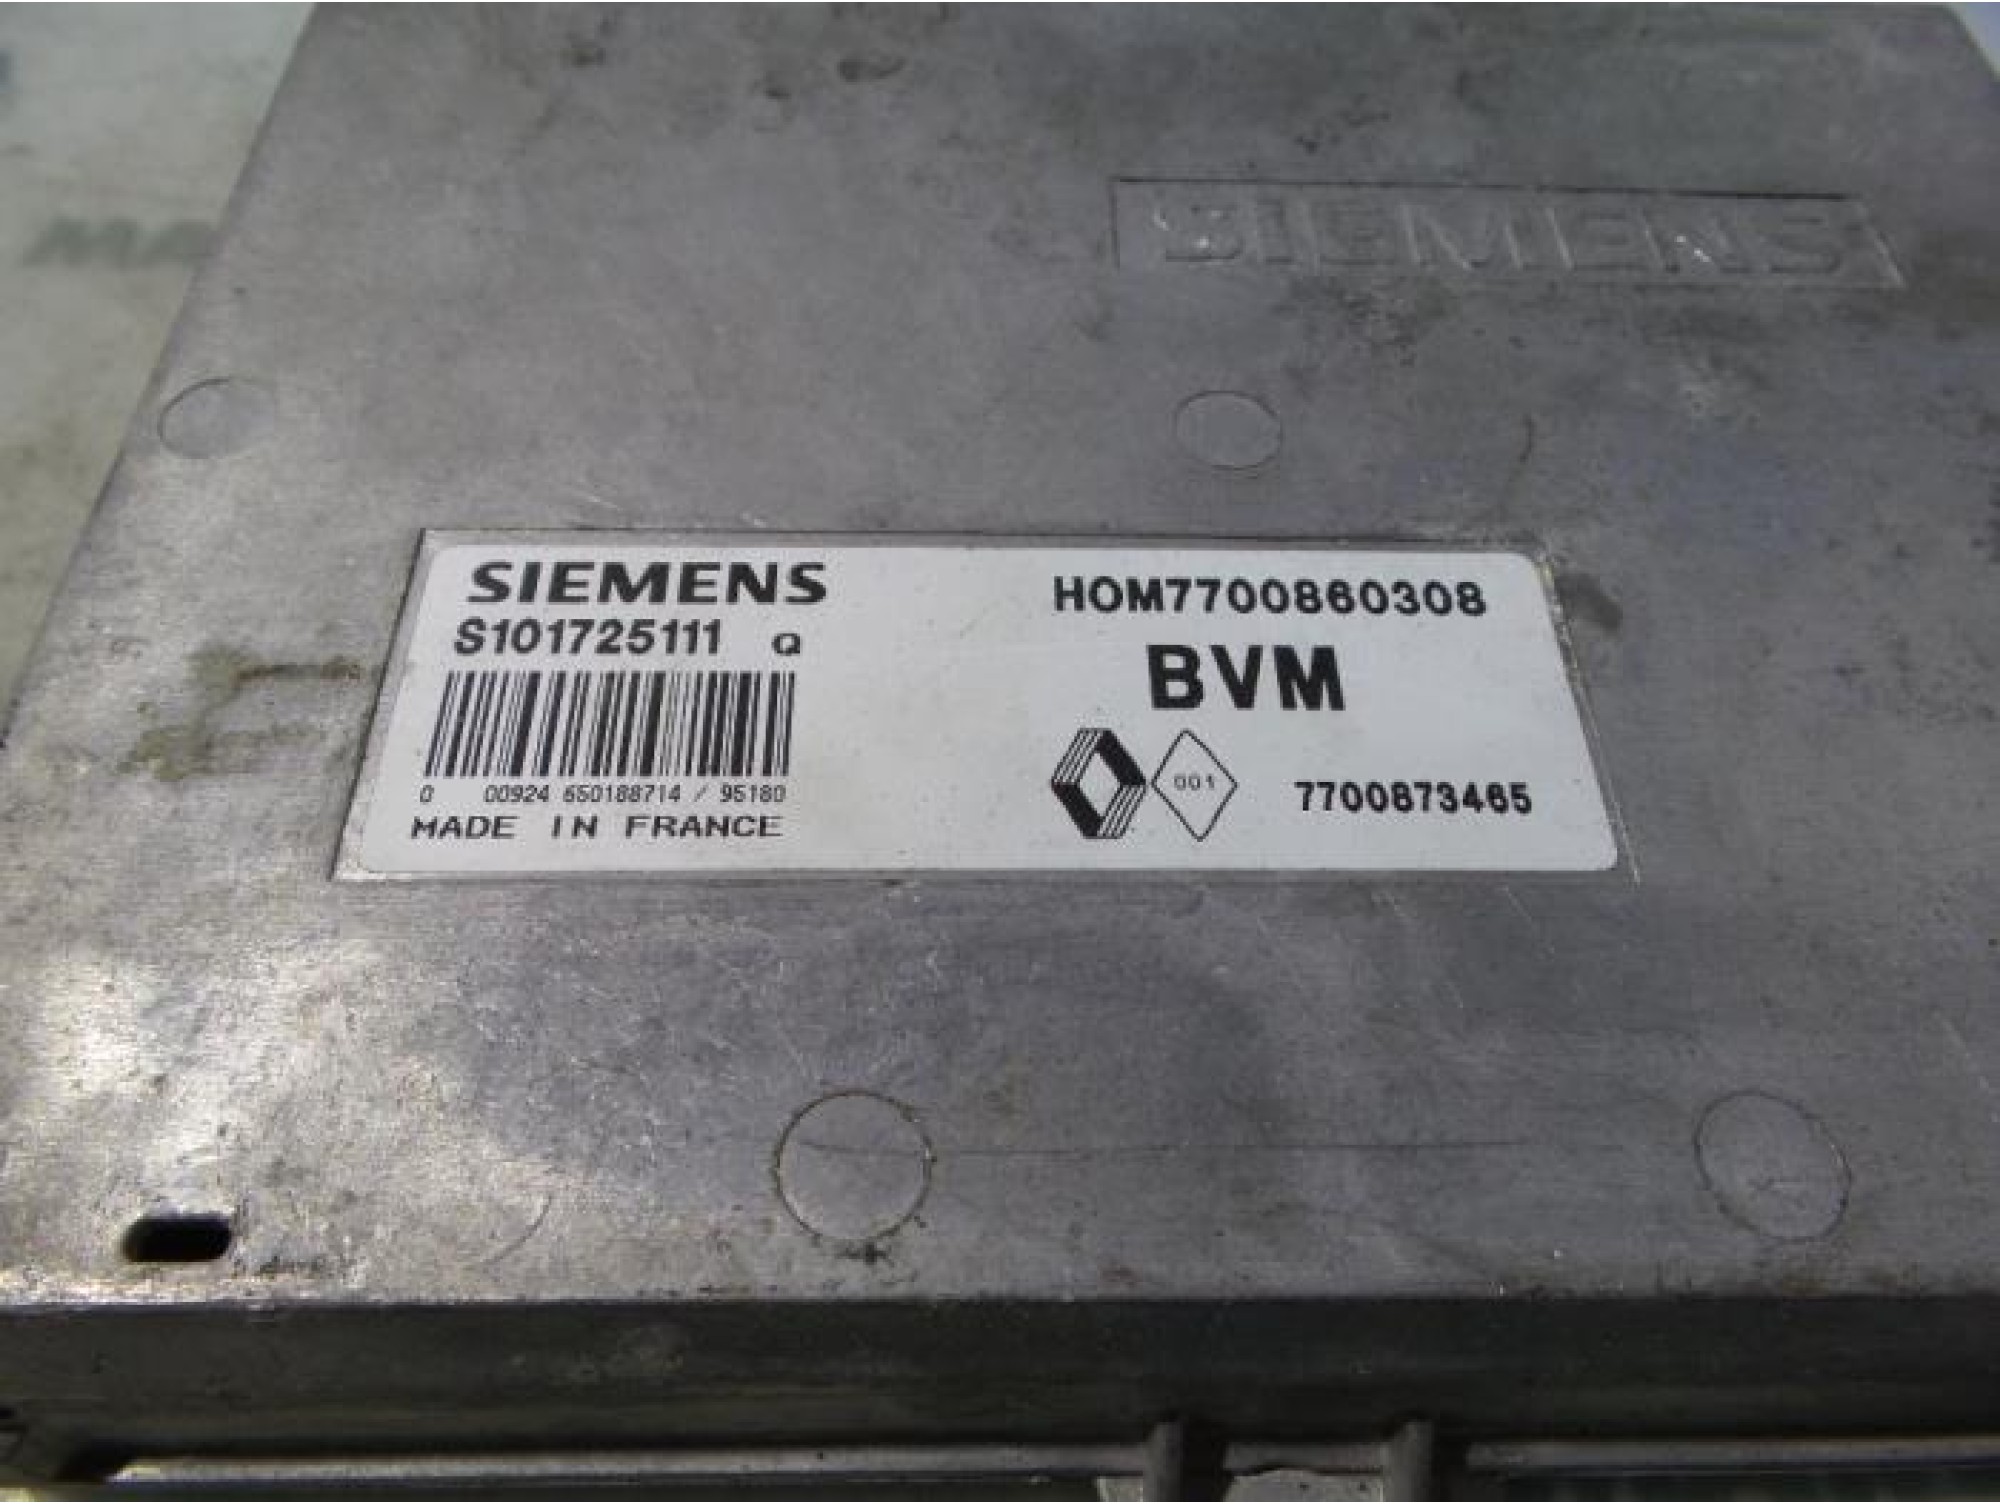 SIEMENS
SIEMENS
S101725111 Q
0 00924 650188714 / 95180
MADE IN FRANCE
HOM7700860308
BVM
001
7700873465